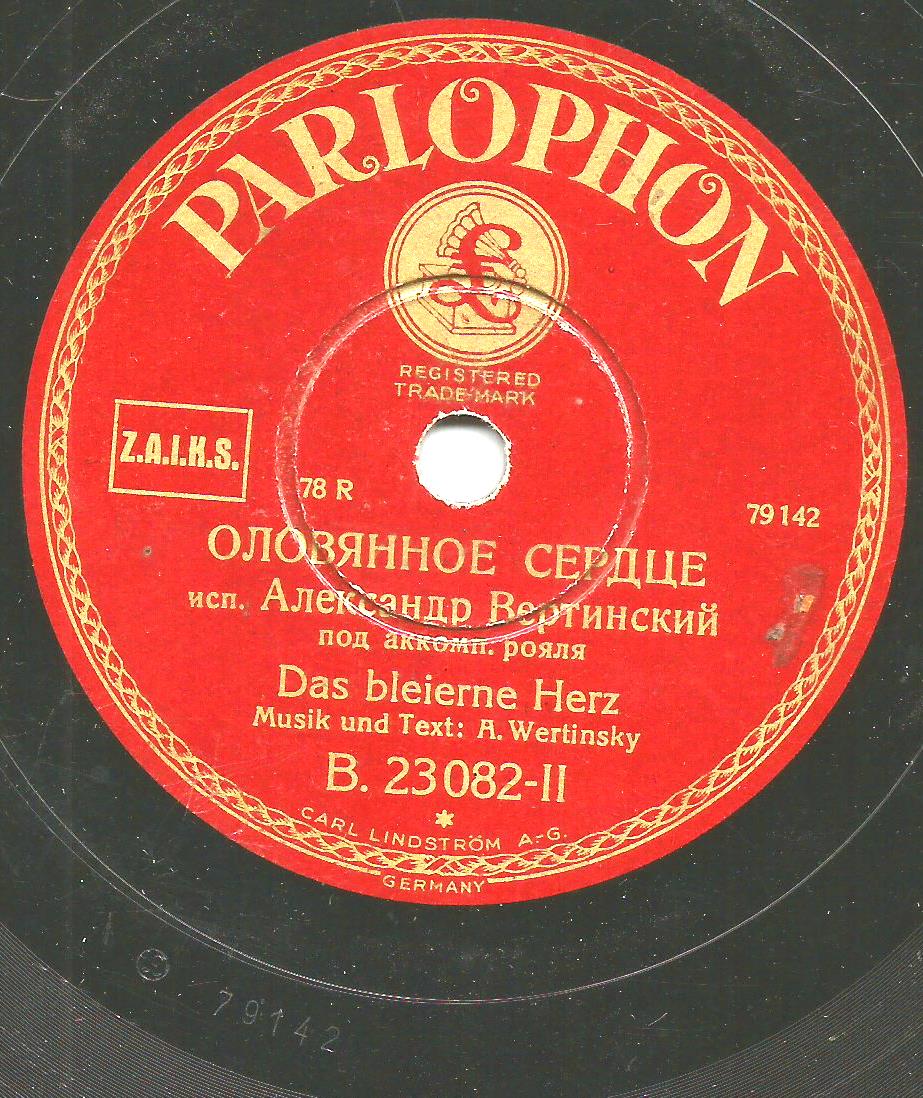 PARLOPHON
£
REGISTERED
TRADE-MARK
Z.A.I.K.S.
78 R
79142
ОЛОВЯННОЕ СЕРДЦЕ
исп. Александр Вертинский
под аккомп. рояля
Das bleierne Herz
Musik und Text: A. Wertinsky
B. 23082-II
*
CARL LINDSTRÖM A.-G.
GERMANY
79142